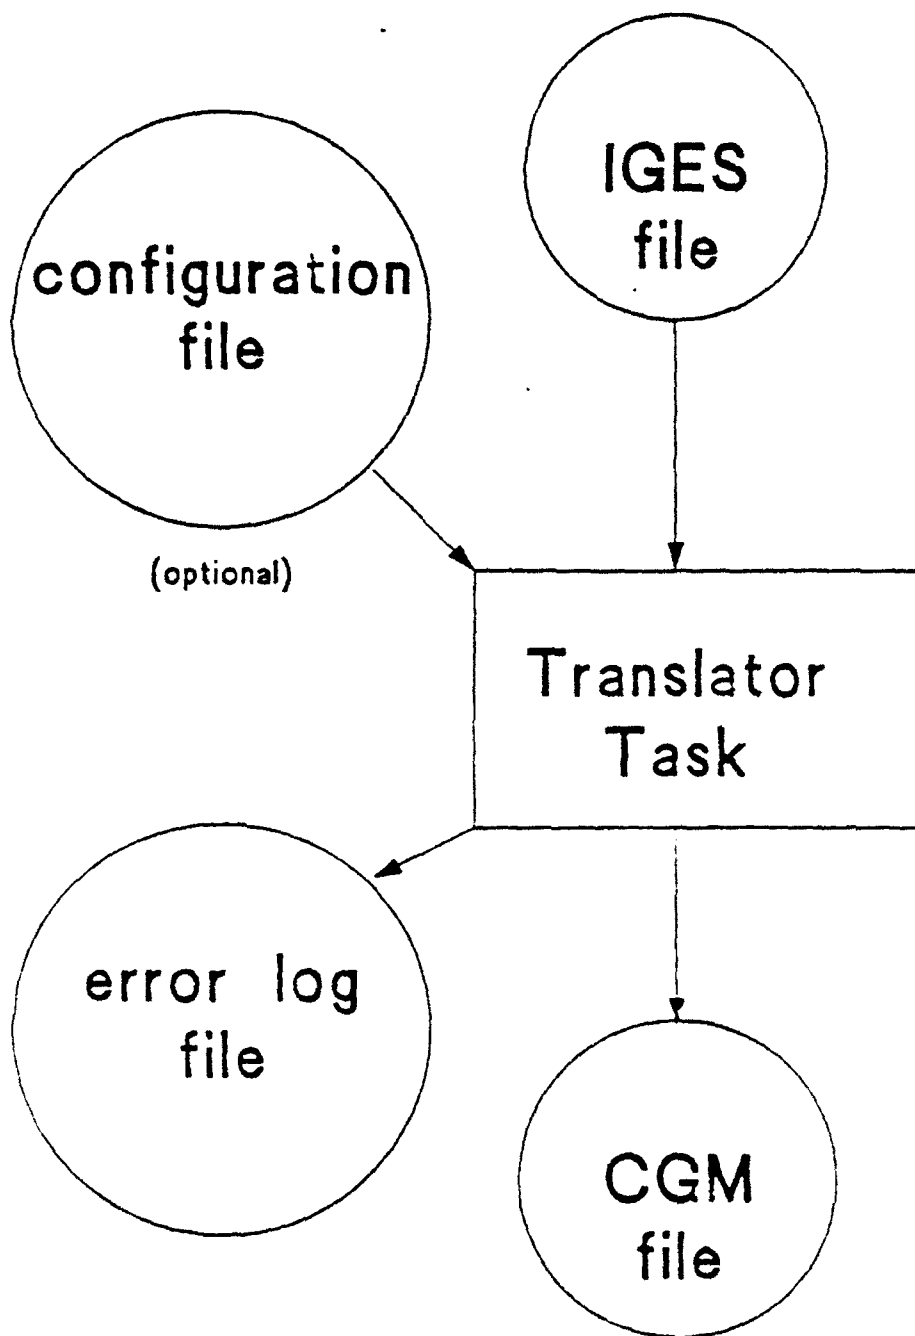 IGES
file
configuration
file
(optional)
Translator
Task
error log
file
CGM
file